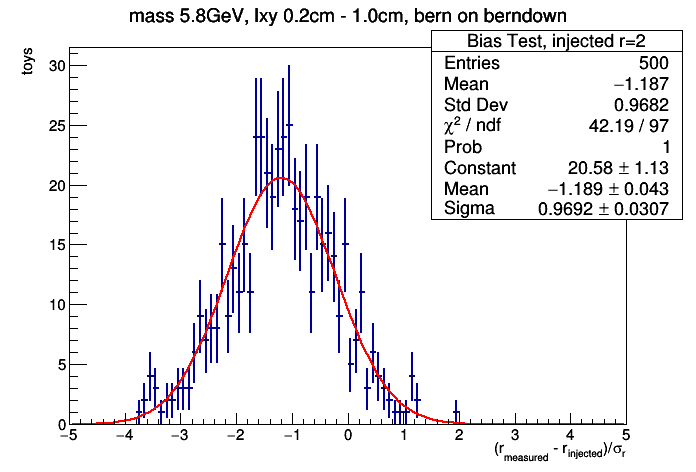 mass 5.8GeV, lxy 0.2cm - 1.0cm, bern on berndown
Bias Test, injected r=2
Entries 500
Mean −1.187
Std Dev 0.9682
χ² / ndf 42.19 / 97
Prob 1
Constant 20.58 ± 1.13
Mean −1.189 ± 0.043
Sigma 0.9692 ± 0.0307
toys
30
25
20
15
10
5
0
−5 −4 −3 −2 −1 0 1 2 3 4 5
(r_measured - r_injected)/σ_r